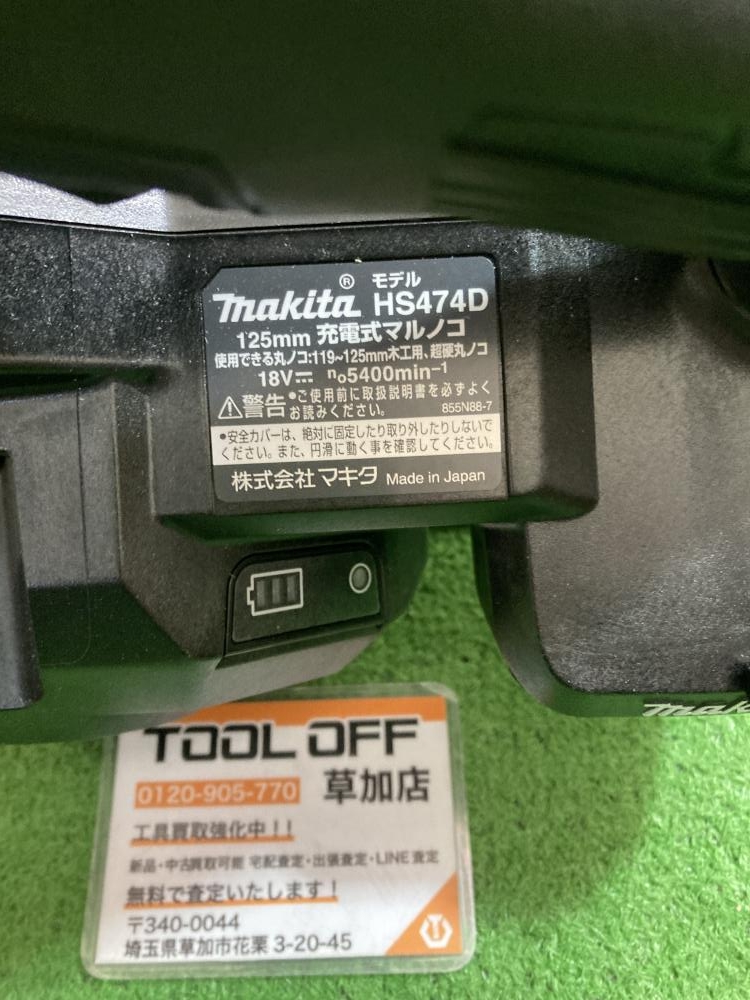 モデル
makita® HS474D
125mm 充電式マルノコ
使用できる丸ノコ:119~125mm木工用、超硬丸ノコ
18V⎓ n₀5400min⁻¹
⚠警告 •ご使用前に取扱説明書を必ずよく
お読みください。 855N88-7
•安全カバーは、絶対に固定したり取り外したりしないで
ください。また、円滑に動く事を確認してください。
株式会社マキタ Made in Japan
TOOL OFF
0120-905-770 草加店
工具買取強化中!!
新品・中古買取可能 宅配査定・出張査定・LINE査定
無料で査定いたします!
〒340-0044
埼玉県草加市花栗 3-20-45